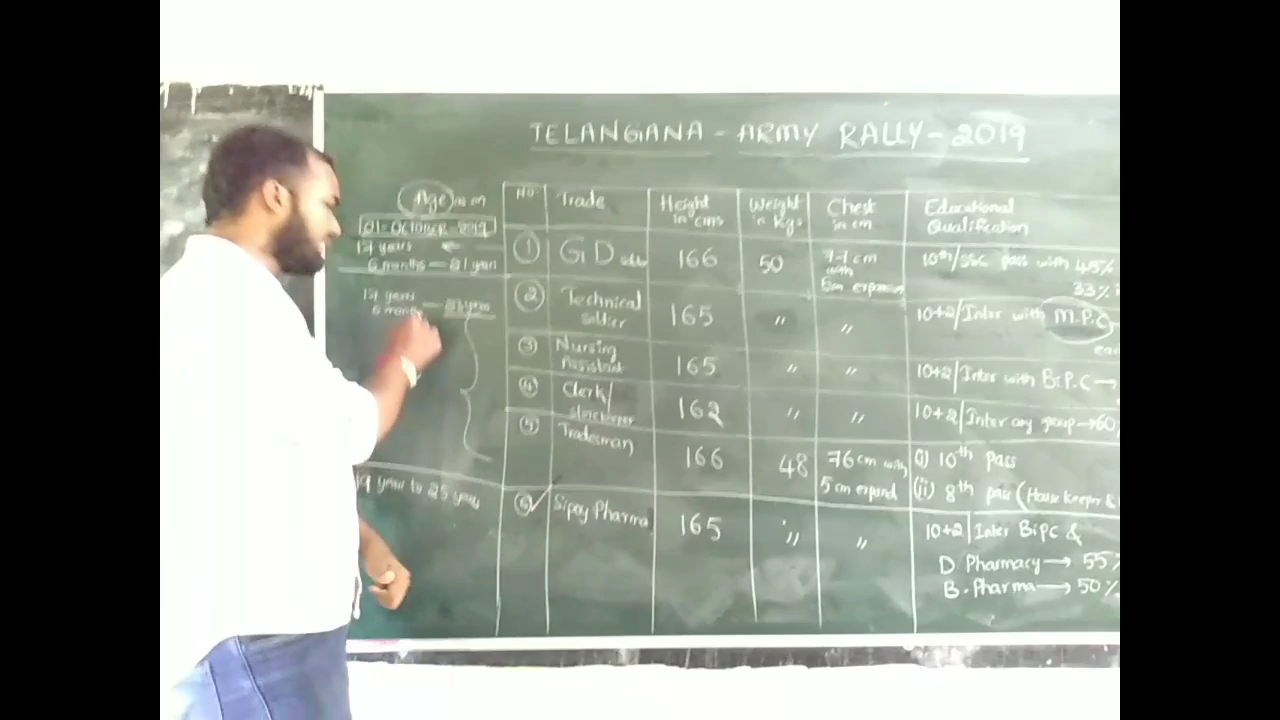 TELANGANA - ARMY RALLY - 2019
Age as on
01-OCTOBER 2019
17 years
6 months — 21 years
17 years
6 months — 23 years
19 year to 25 years
NO. Trade Height in cms Weight in Kgs Chest in cm Educational Qualification
1 GD 166 50 77 cm with 5cm expansion 10th/SSC pass with 45%
33%
2 Technical soldier 165 〃 〃 10+2/Inter with M.P.C
3 Nursing Assistant 165 〃 〃 10+2/Inter with Bi.P.C →
4 Clerk/ storekeeper 162 〃 〃 10+2/Inter any group → 60
5 Tradesman 166 48 76 cm with 5 cm expand (i) 10th pass
(ii) 8th pass (House keeper &
6 Sipoy Pharma 165 〃 〃 10+2/Inter BiPC &
D. Pharmacy → 55%
B. Pharma → 50%